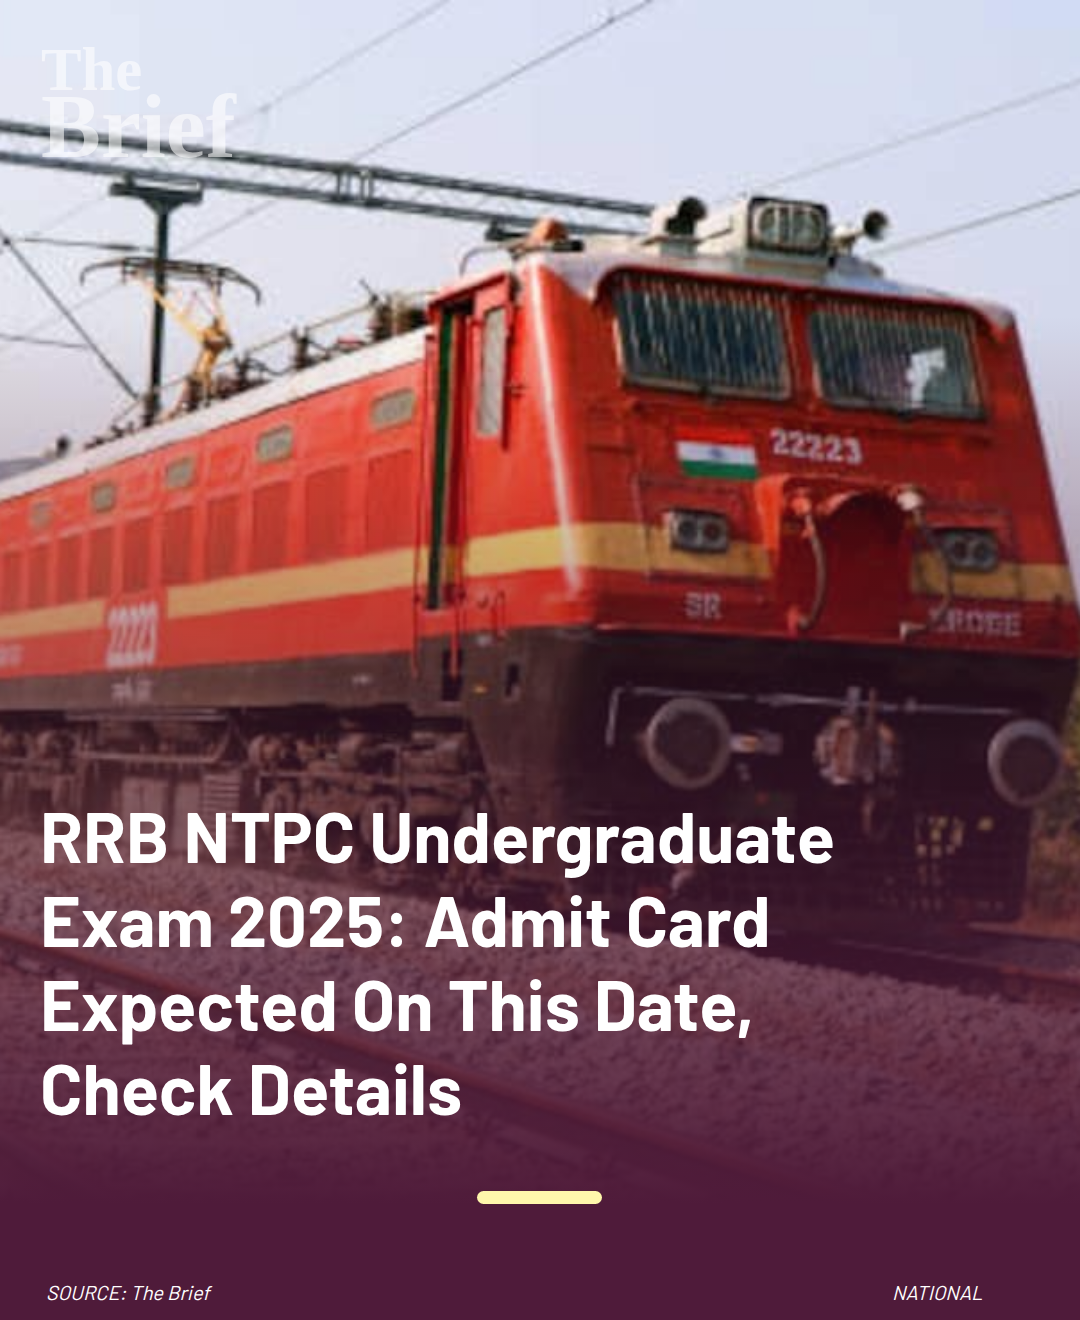 The
Brief
22223
SR
ERODE
22223
RRB NTPC Undergraduate
Exam 2025: Admit Card
Expected On This Date,
Check Details
SOURCE: The Brief
NATIONAL